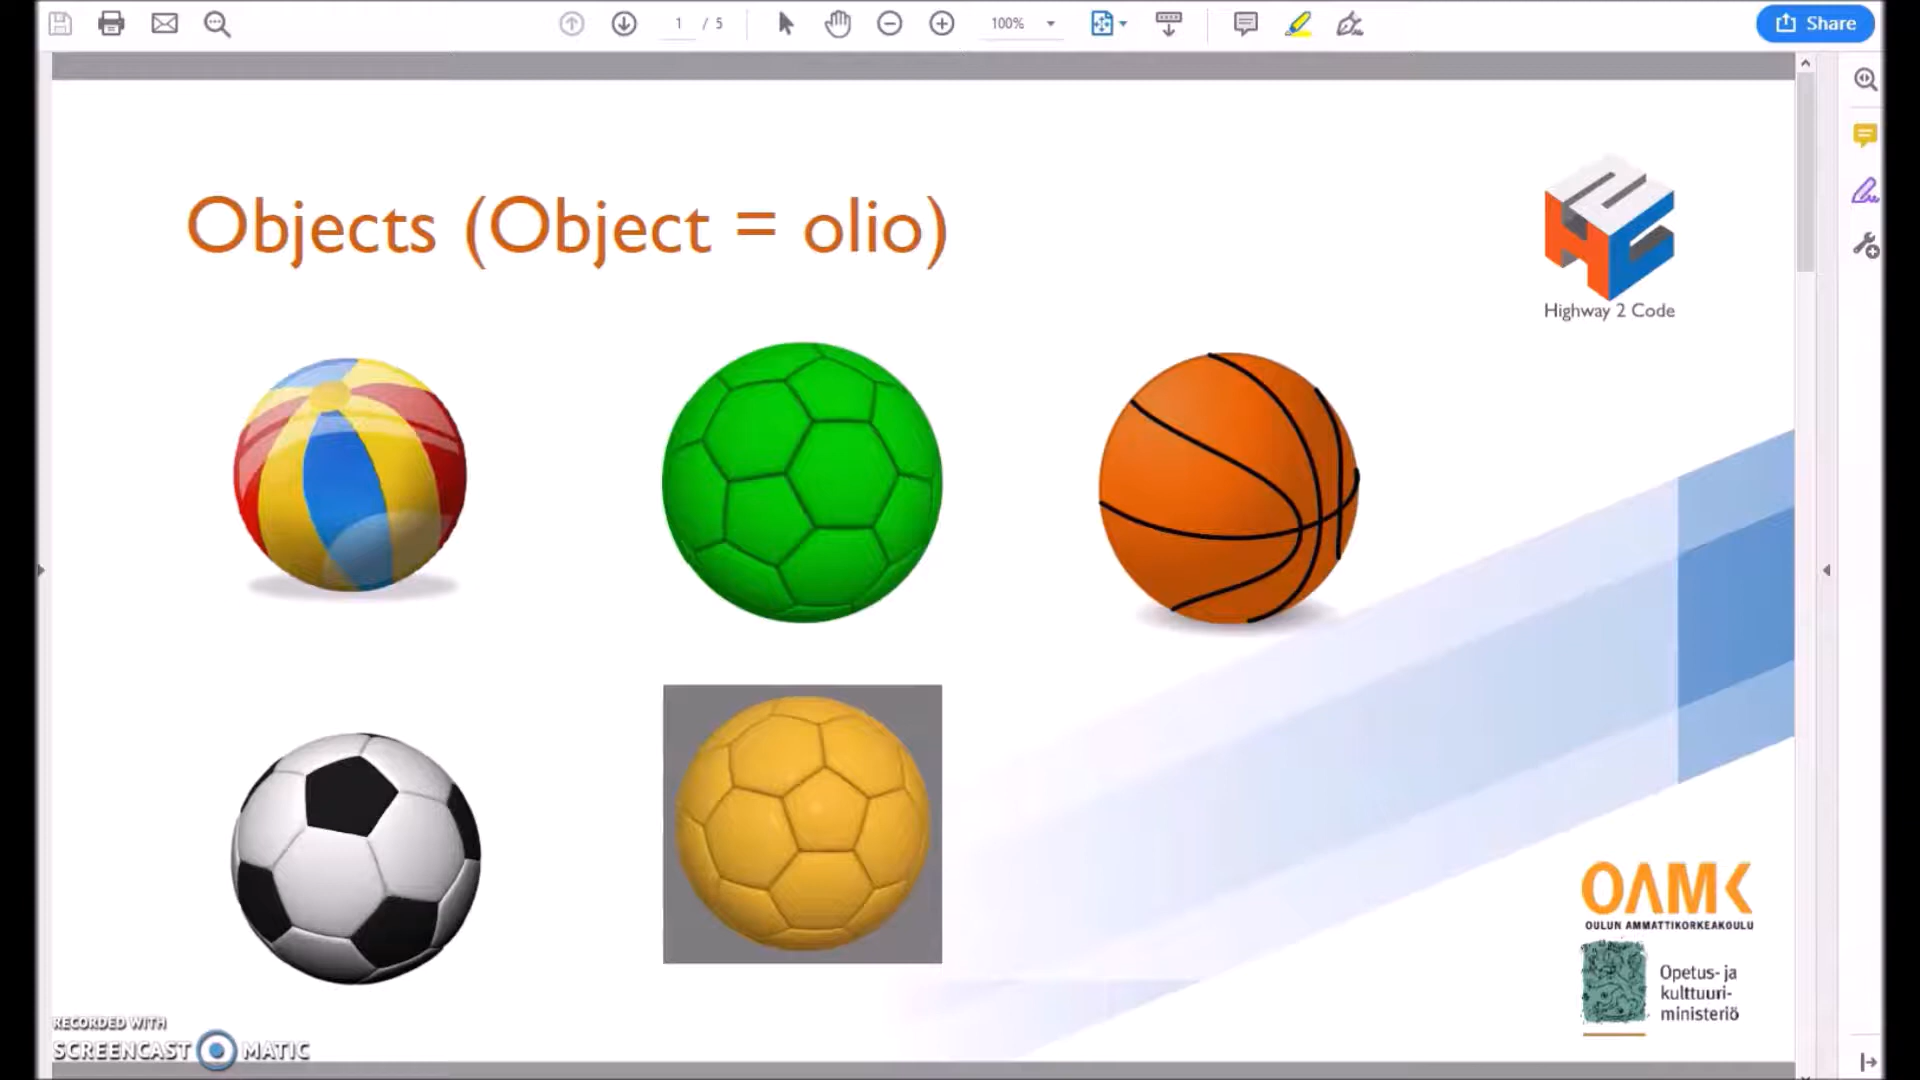 1 / 5
100%
Share
Objects (Object = olio)
Highway 2 Code
OAMK
OULUN AMMATTIKORKEAKOULU
Opetus- ja
kulttuuri-
ministeriö
RECORDED WITH
SCREENCAST MATIC